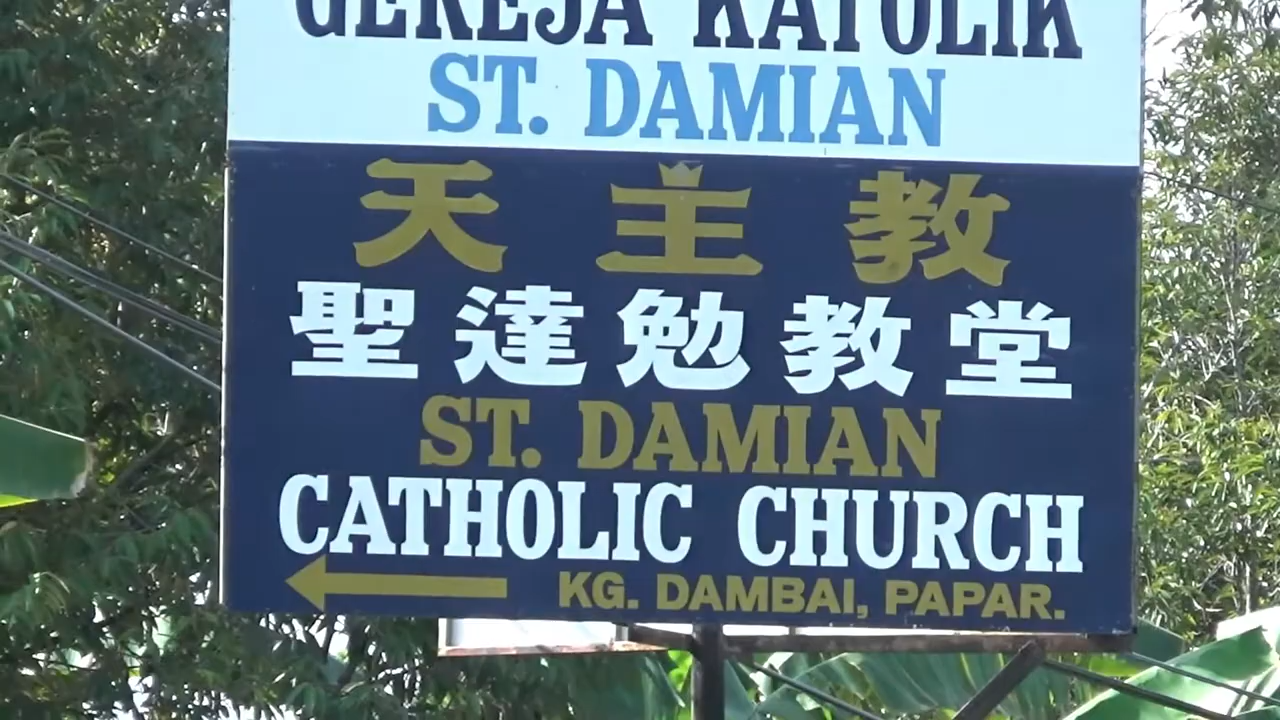 GEREJA KATOLIK
ST. DAMIAN
天主教
聖達勉教堂
ST. DAMIAN
CATHOLIC CHURCH
KG. DAMBAI, PAPAR.